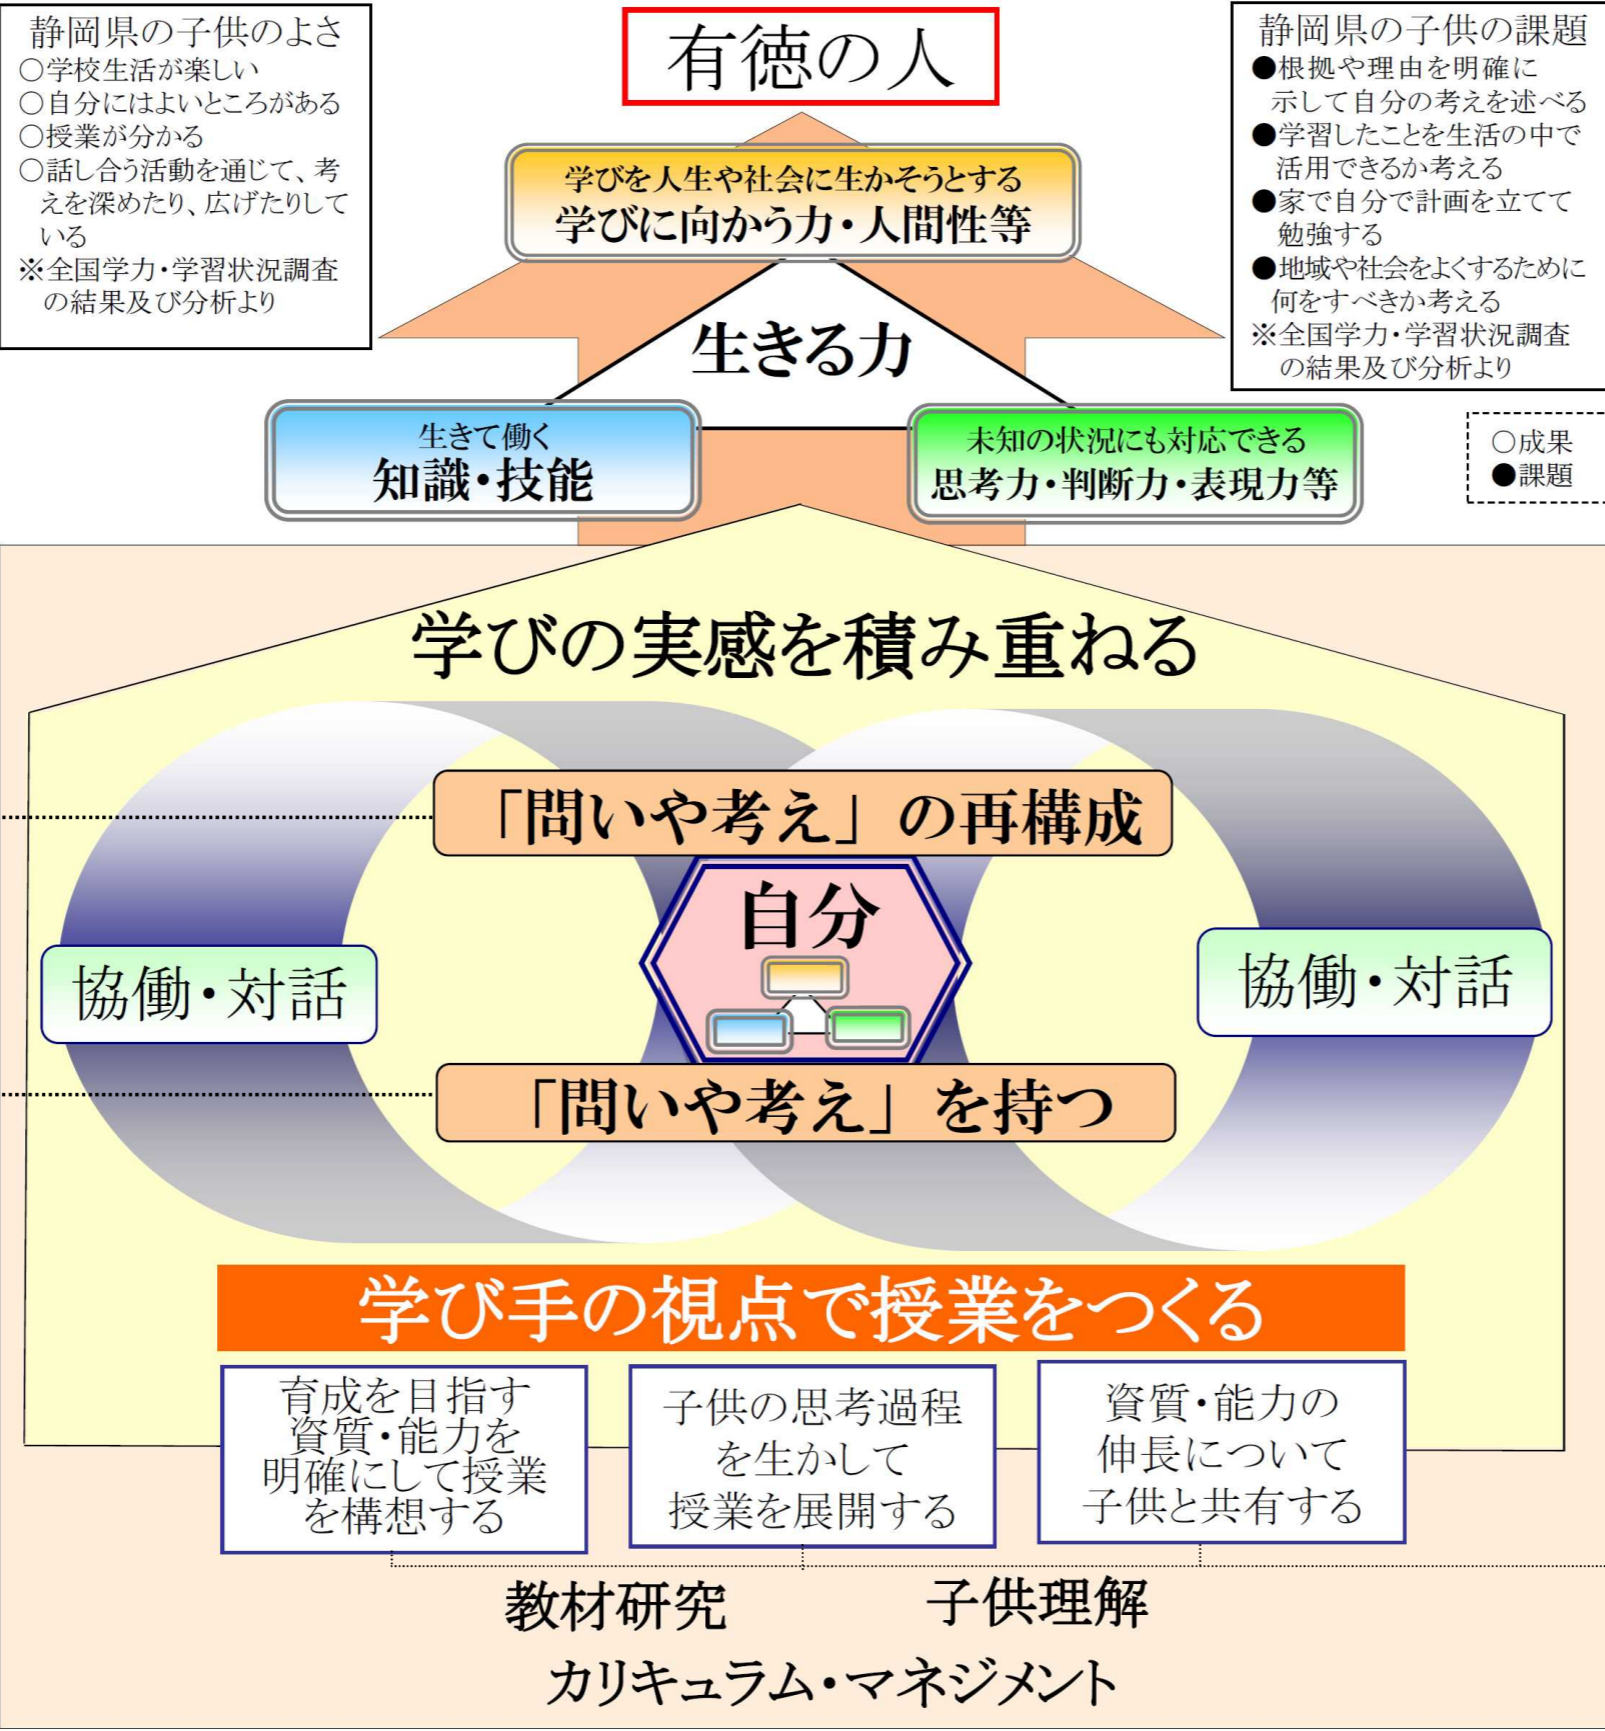 静岡県の子供のよさ
○学校生活が楽しい
○自分にはよいところがある
○授業が分かる
○話し合う活動を通じて、考
えを深めたり、広げたりして
いる
※全国学力・学習状況調査
の結果及び分析より
有徳の人
静岡県の子供の課題
●根拠や理由を明確に
示して自分の考えを述べる
●学習したことを生活の中で
活用できるか考える
●家で自分で計画を立てて
勉強する
●地域や社会をよくするために
何をすべきか考える
※全国学力・学習状況調査
の結果及び分析より
学びを人生や社会に生かそうとする
学びに向かう力・人間性等
生きる力
生きて働く
知識・技能
未知の状況にも対応できる
思考力・判断力・表現力等
○成果
●課題
学びの実感を積み重ねる
「問いや考え」の再構成
自分
協働・対話
協働・対話
「問いや考え」を持つ
学び手の視点で授業をつくる
育成を目指す
資質・能力を
明確にして授業
を構想する
子供の思考過程
を生かして
授業を展開する
資質・能力の
伸長について
子供と共有する
教材研究
子供理解
カリキュラム・マネジメント